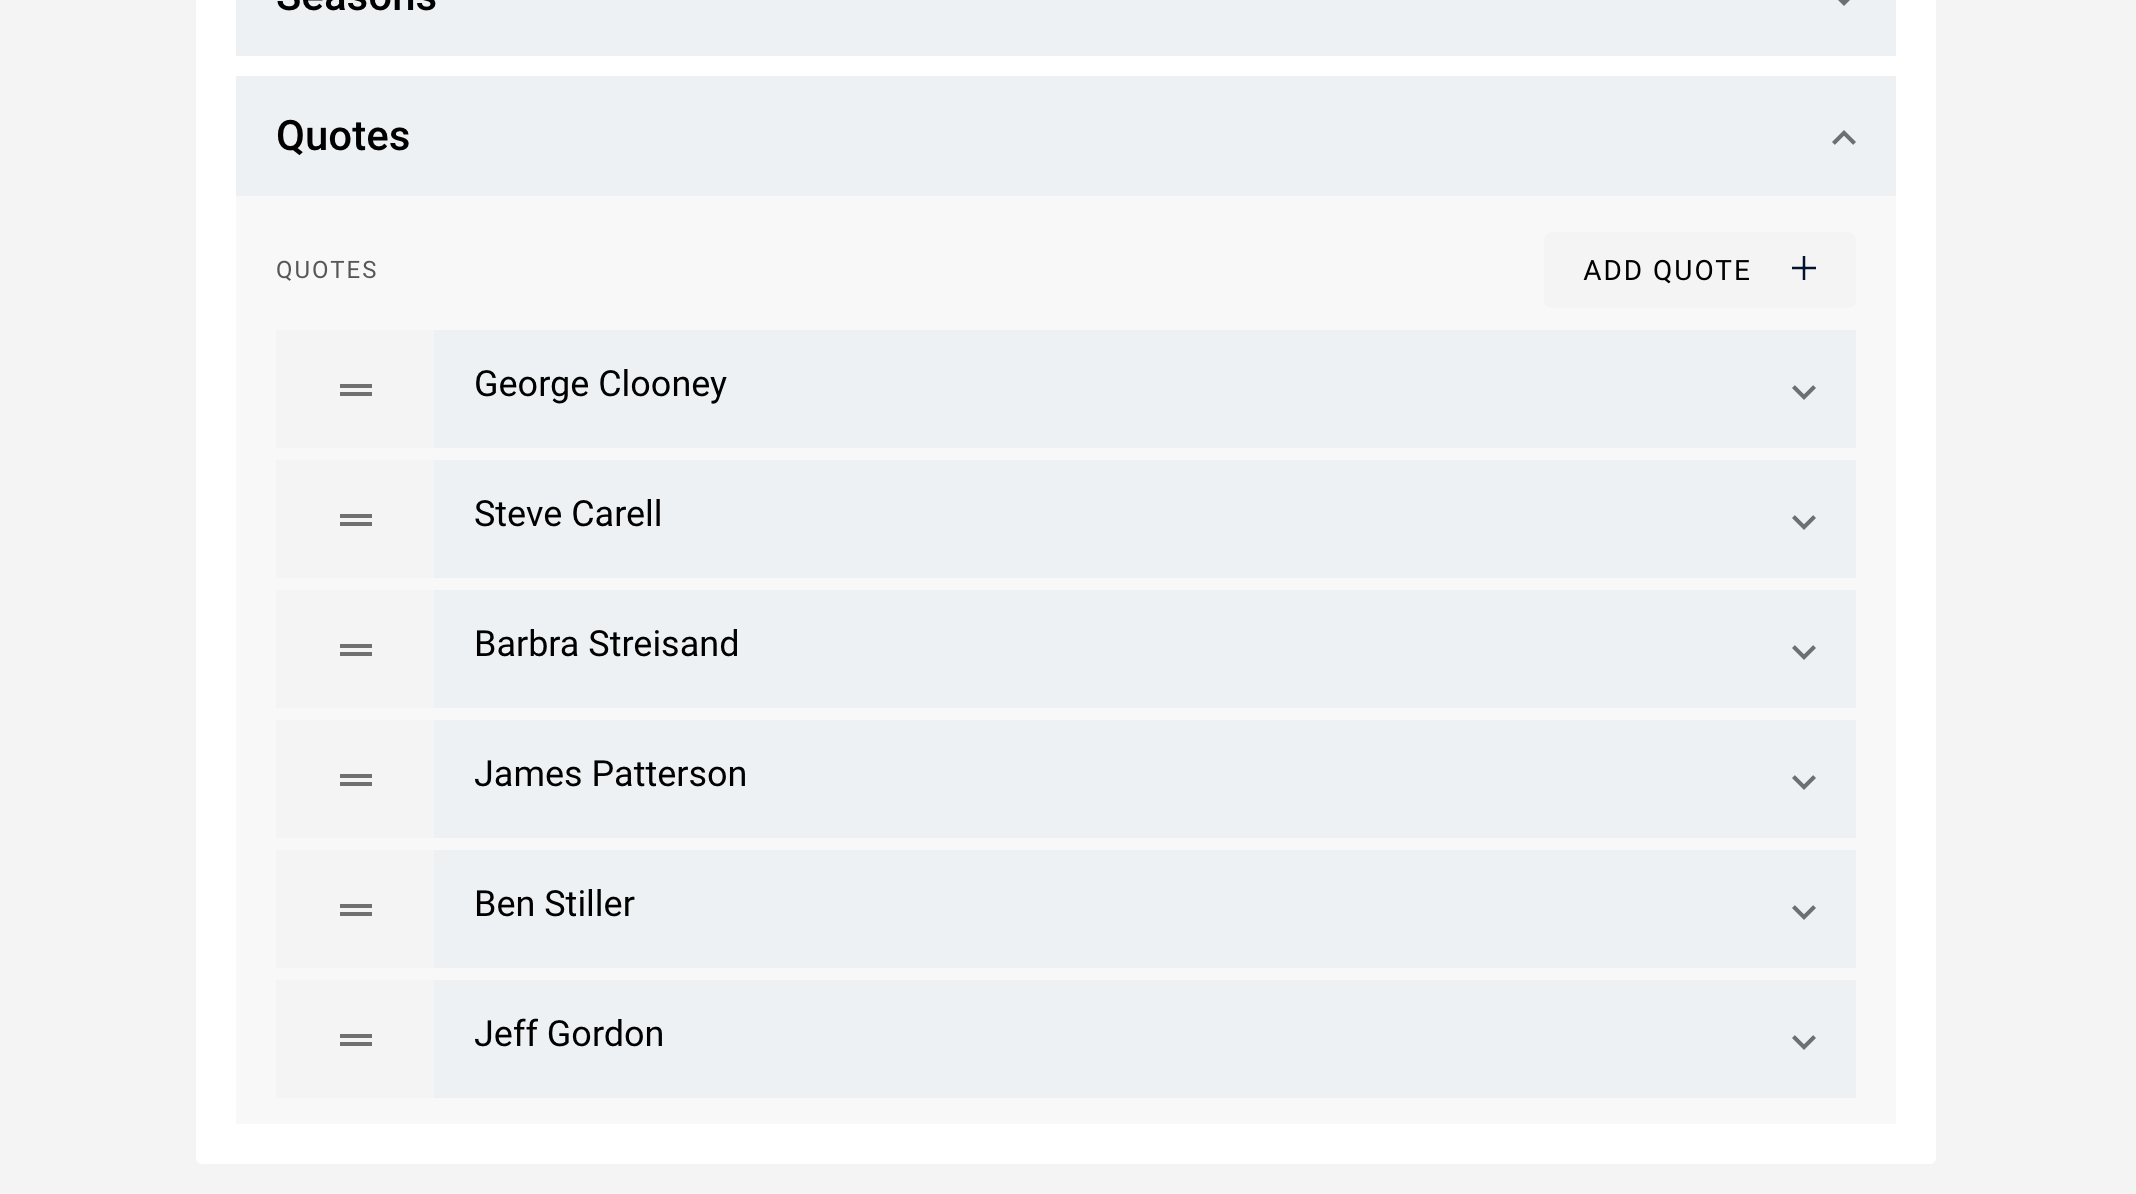 Seasons
Quotes
QUOTES
ADD QUOTE
George Clooney
Steve Carell
Barbra Streisand
James Patterson
Ben Stiller
Jeff Gordon